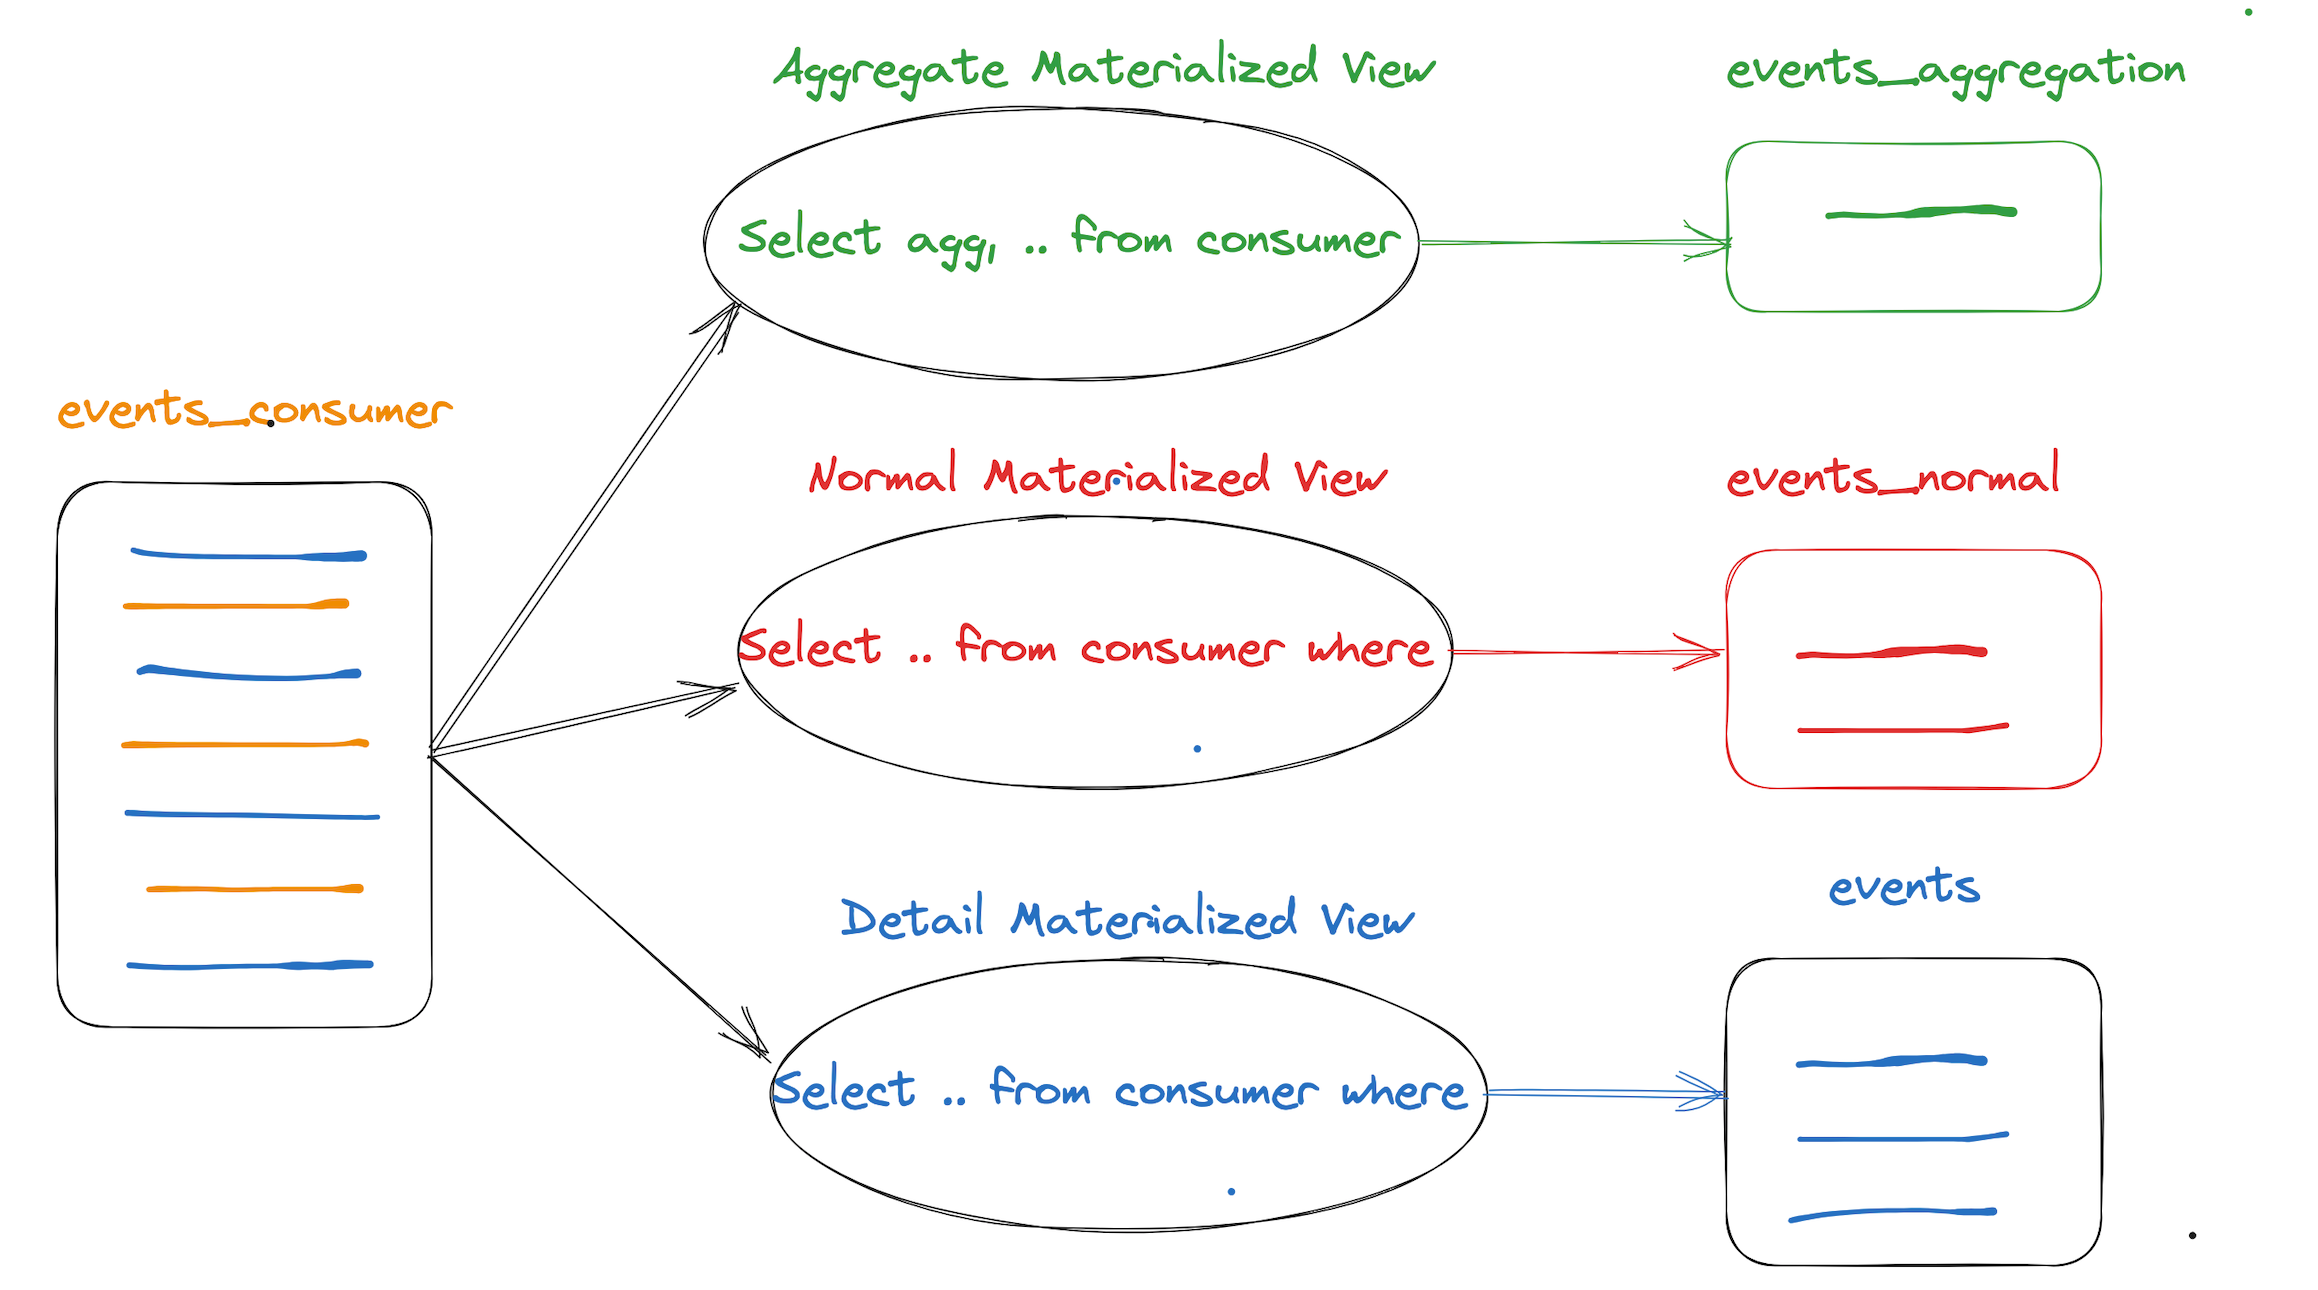 Aggregate Materialized View
events_aggregation
Select agg, .. from consumer
events_consumer
Normal Materialized View
events_normal
Select .. from consumer where
events
Detail Materialized View
Select .. from consumer where